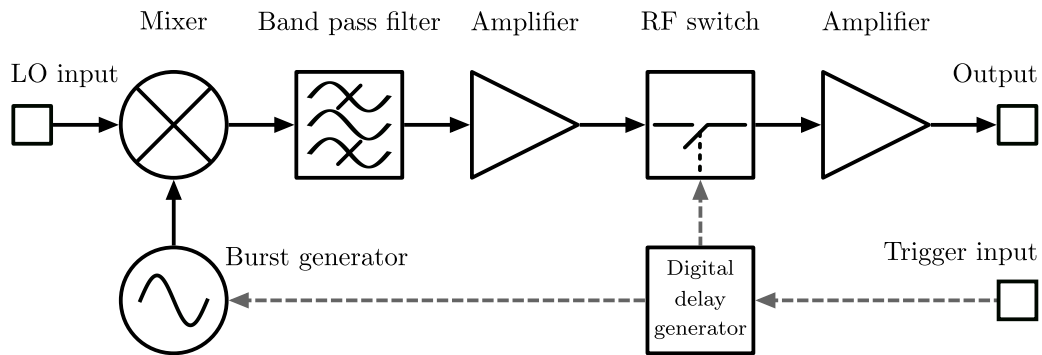 Mixer
Band pass filter
Amplifier
RF switch
Amplifier
LO input
Output
Burst generator
Trigger input
Digital
delay
generator